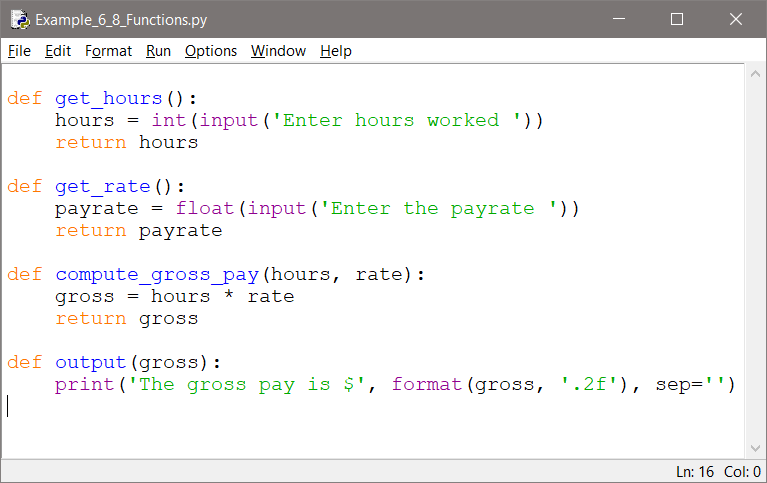 Example_6_8_Functions.py
File Edit Format Run Options Window Help
def get_hours():
    hours = int(input('Enter hours worked '))
    return hours
def get_rate():
    payrate = float(input('Enter the payrate '))
    return payrate
def compute_gross_pay(hours, rate):
    gross = hours * rate
    return gross
def output(gross):
    print('The gross pay is $', format(gross, '.2f'), sep='')
Ln: 16 Col: 0